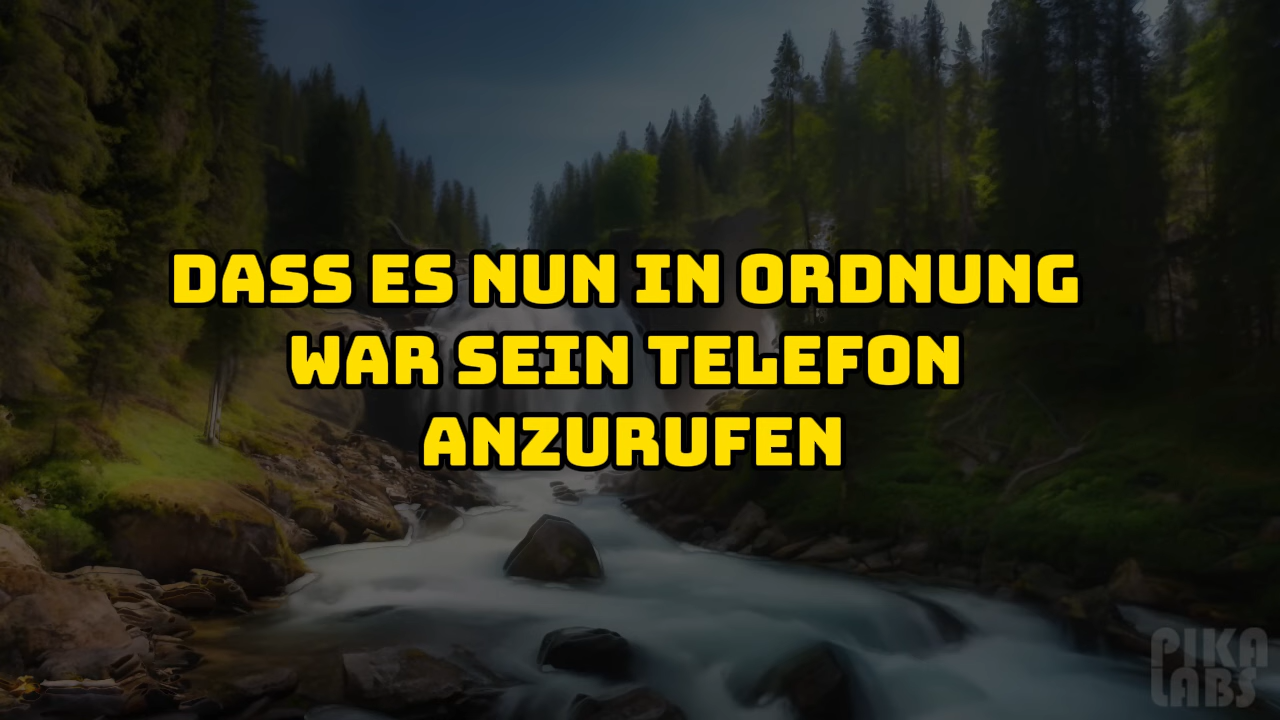 DASS ES NUN IN ORDNUNG
WAR SEIN TELEFON
ANZURUFEN
PIKA
LABS